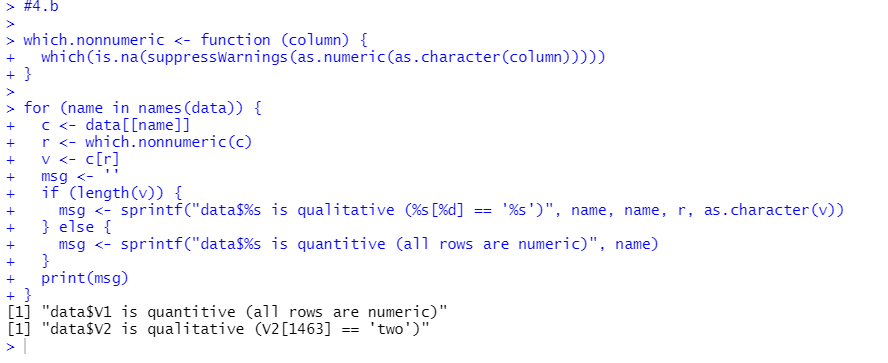 > #4.b
>
> which.nonnumeric <- function (column) {
+   which(is.na(suppressWarnings(as.numeric(as.character(column)))))
+ }
>
> for (name in names(data)) {
+   c <- data[[name]]
+   r <- which.nonnumeric(c)
+   v <- c[r]
+   msg <- ''
+   if (length(v)) {
+     msg <- sprintf("data$%s is qualitative (%s[%d] == '%s')", name, name, r, as.character(v))
+   } else {
+     msg <- sprintf("data$%s is quantitive (all rows are numeric)", name)
+   }
+   print(msg)
+ }
[1] "data$V1 is quantitive (all rows are numeric)"
[1] "data$V2 is qualitative (V2[1463] == 'two')"
>